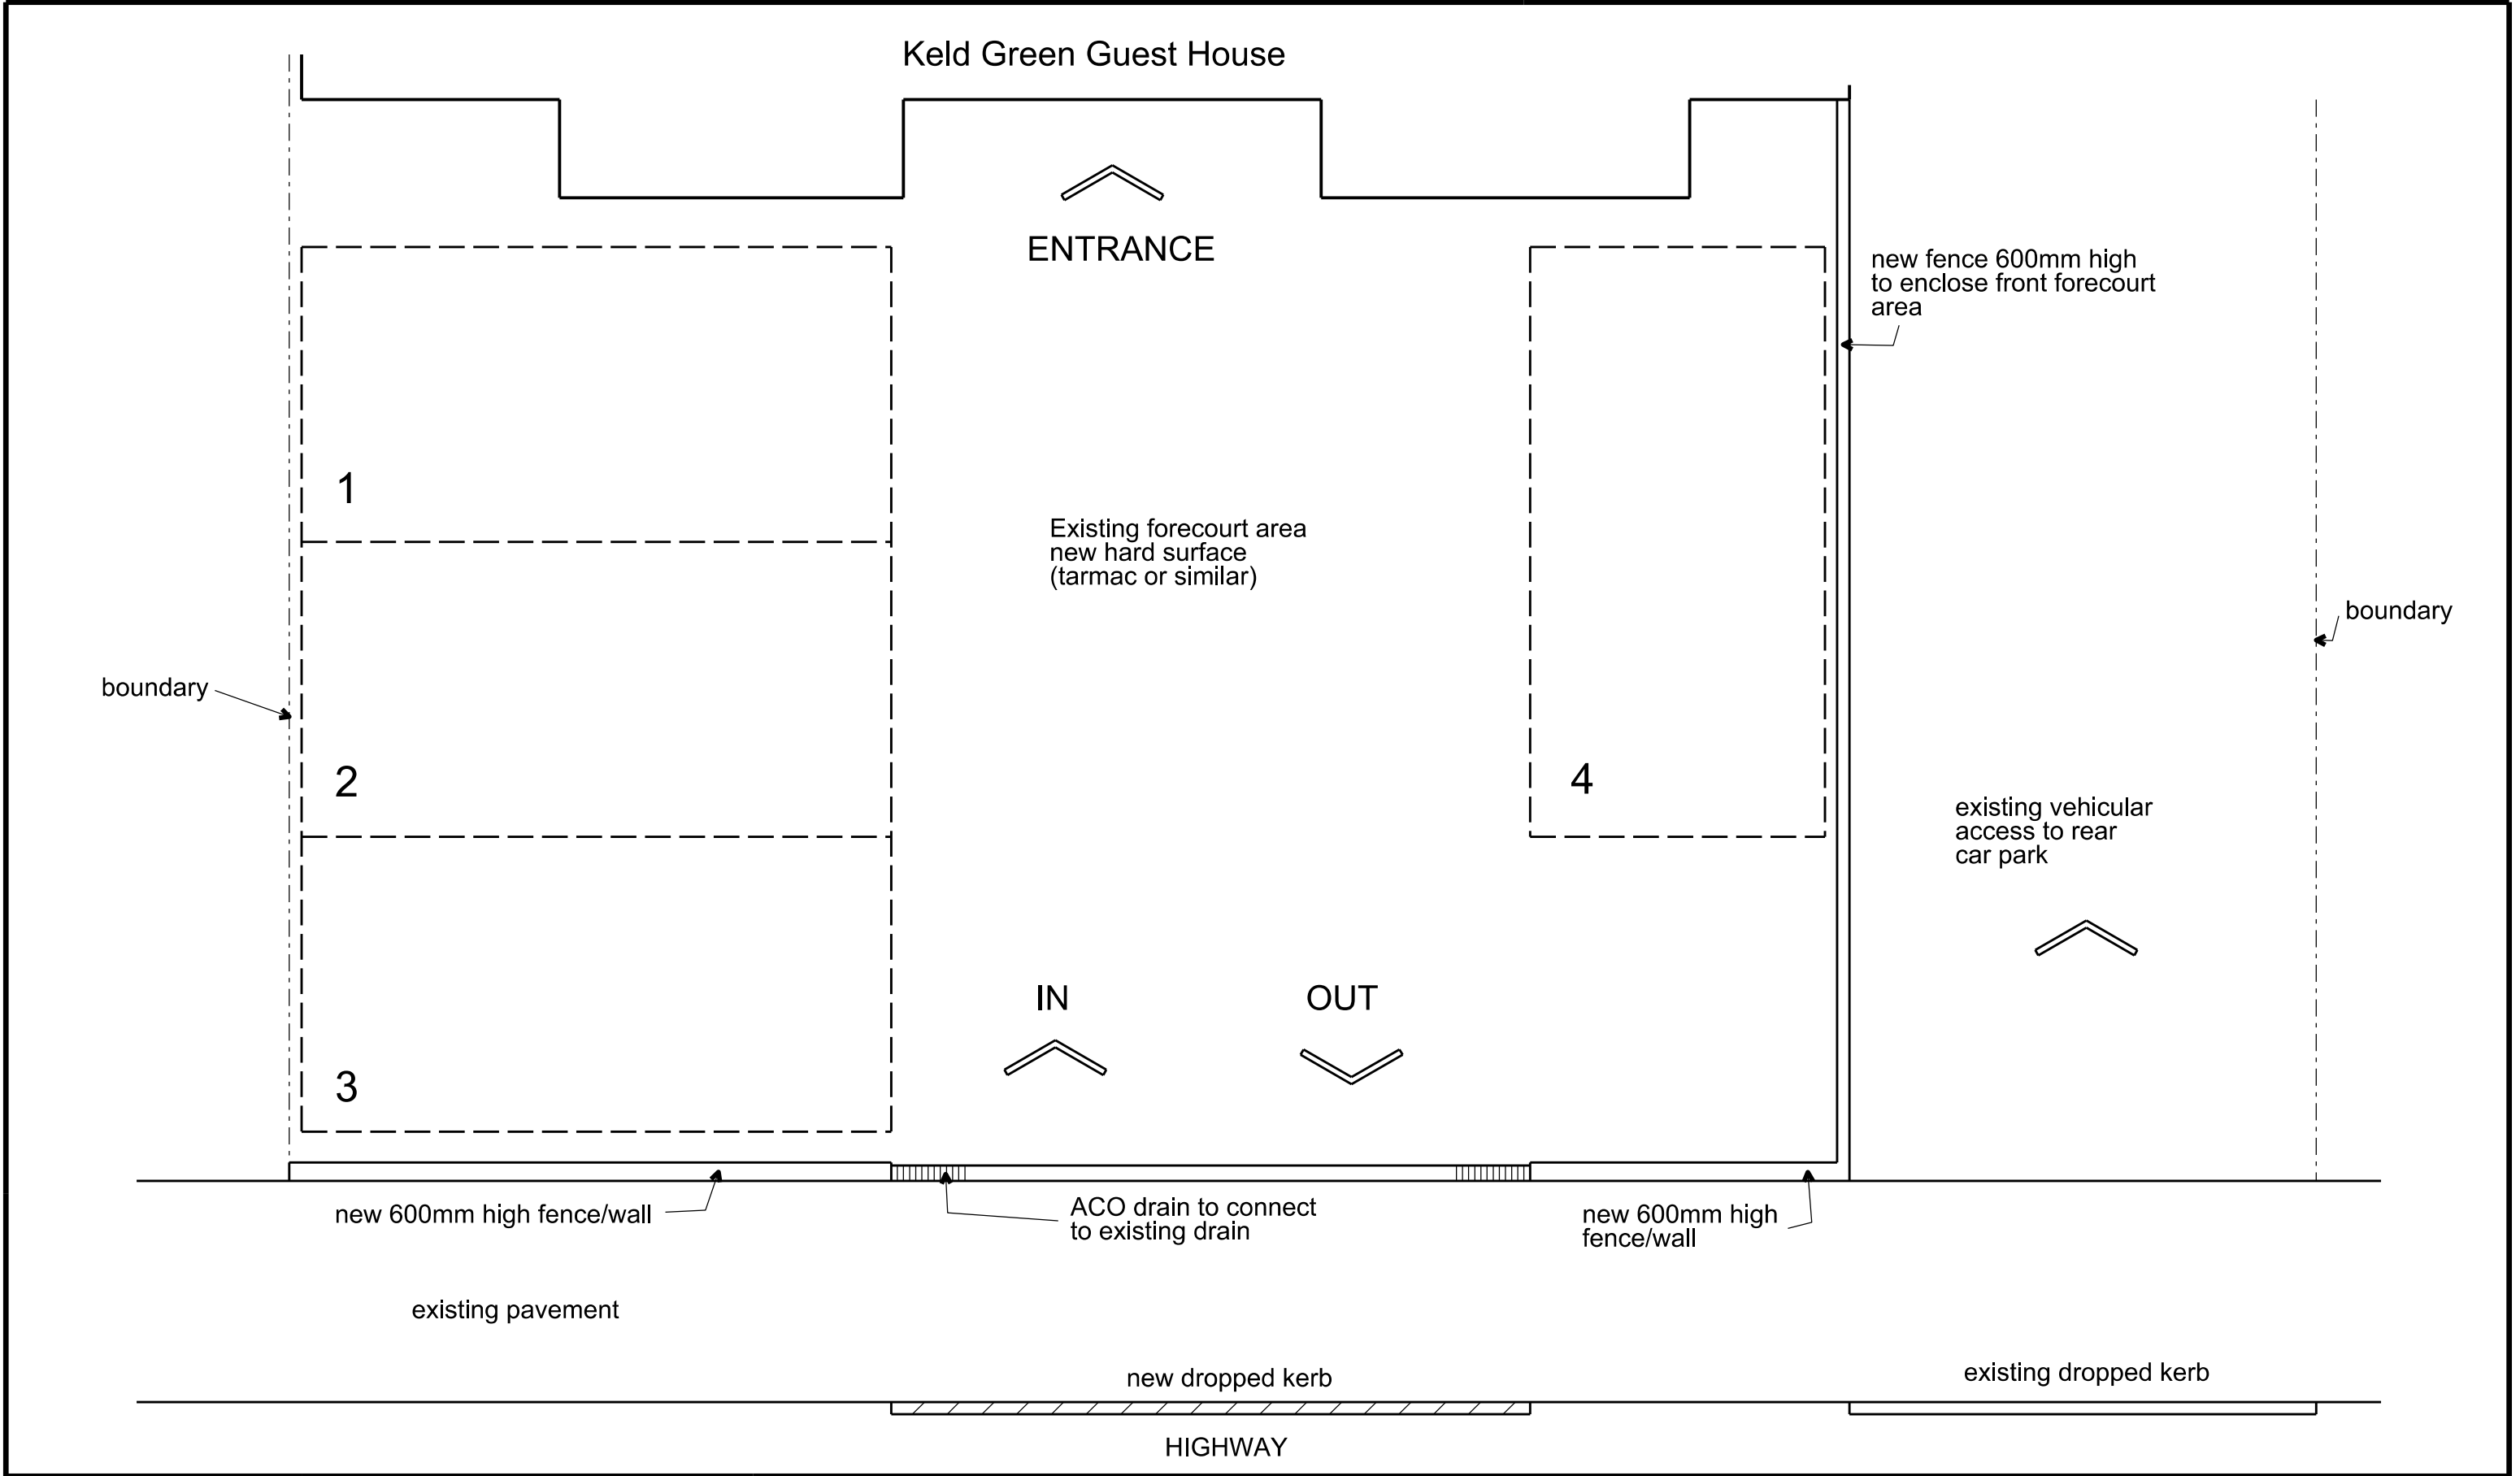 Keld Green Guest House
ENTRANCE
new fence 600mm high
to enclose front forecourt
area
1
Existing forecourt area
new hard surface
(tarmac or similar)
boundary
boundary
2
4
existing vehicular
access to rear
car park
IN
OUT
3
new 600mm high fence/wall
ACO drain to connect
to existing drain
new 600mm high
fence/wall
existing pavement
new dropped kerb
existing dropped kerb
HIGHWAY